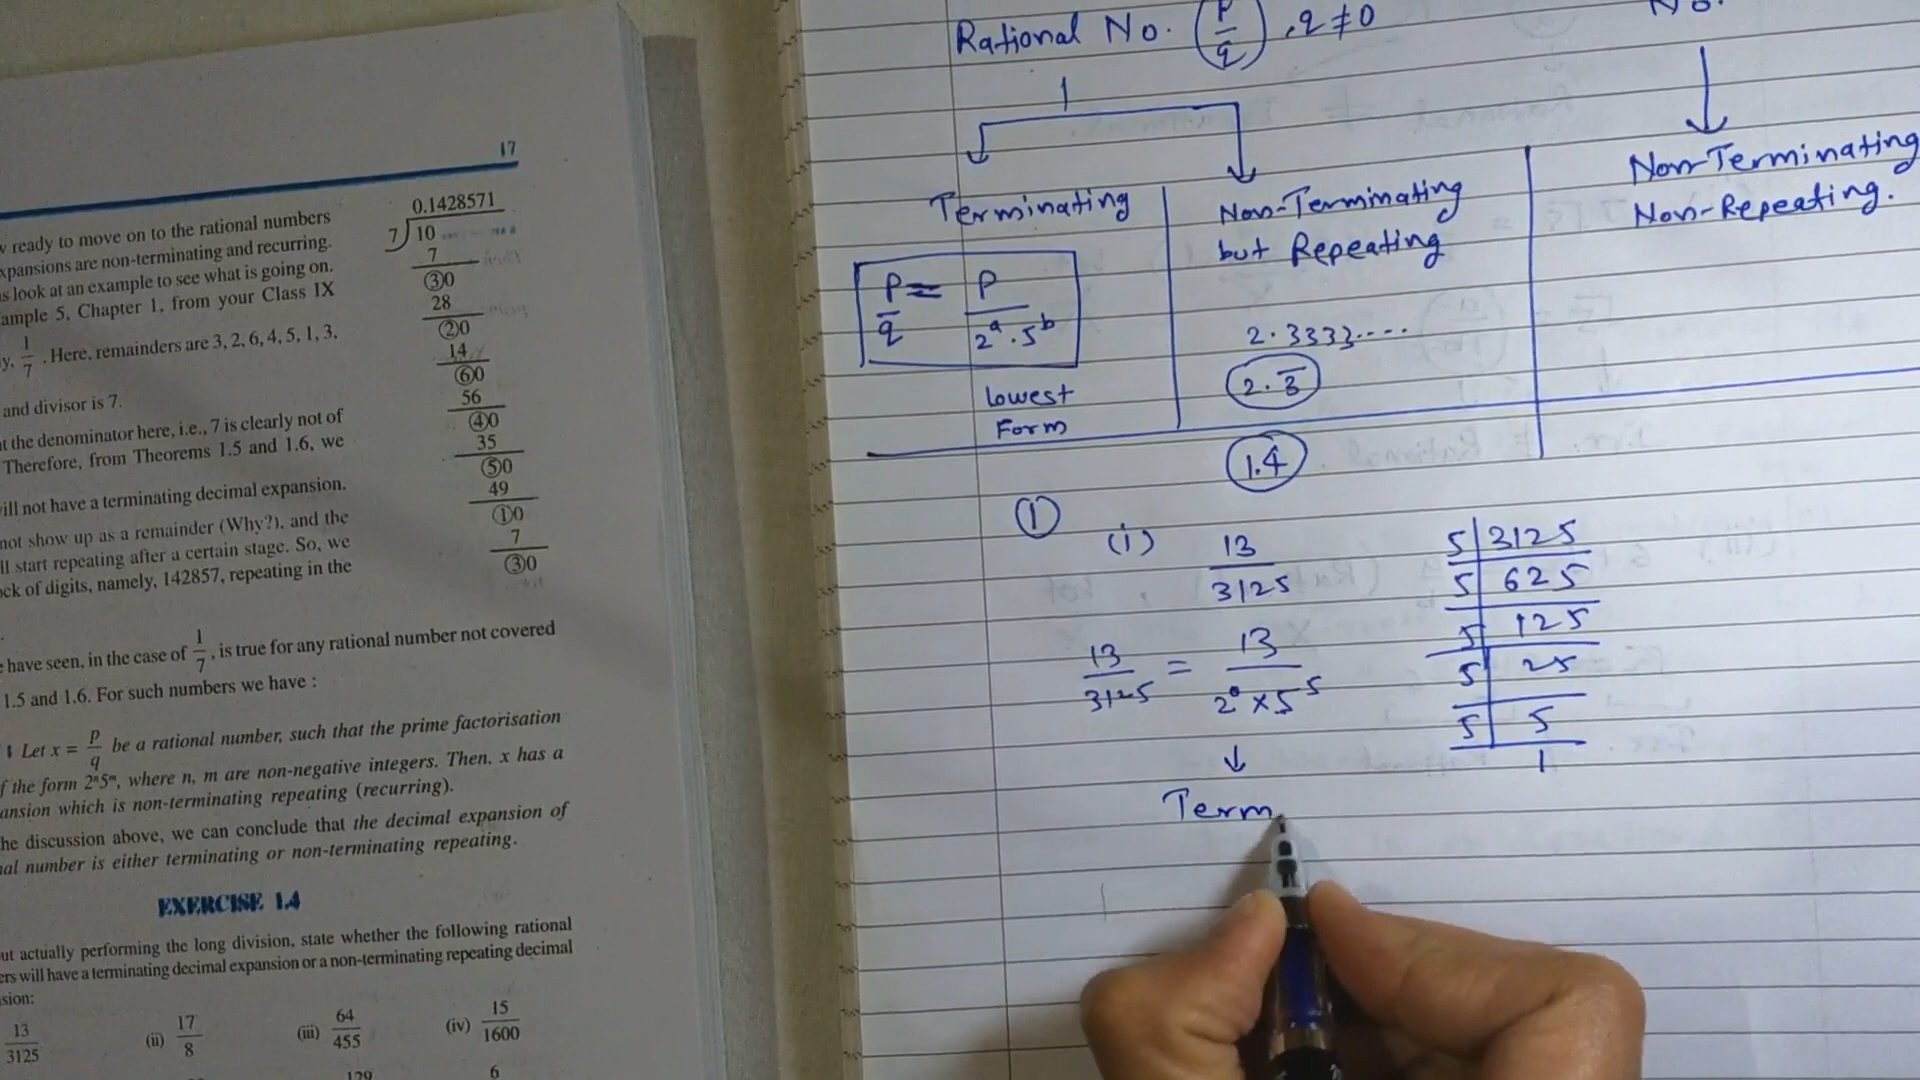 17
ready to move on to the rational numbers
xpansions are non-terminating and recurring.
look at an example to see what is going on.
ample 5, Chapter 1, from your Class IX
y, 1/7 . Here, remainders are 3, 2, 6, 4, 5, 1, 3,
and divisor is 7.
the denominator here, i.e., 7 is clearly not of
Therefore, from Theorems 1.5 and 1.6, we
ill not have a terminating decimal expansion.
not show up as a remainder (Why?), and the
ll start repeating after a certain stage. So, we
ock of digits, namely, 142857, repeating in the
0.1428571
7)10
7
30
28
20
14
60
56
40
35
50
49
10
7
30
have seen, in the case of 1/7, is true for any rational number not covered
1.5 and 1.6. For such numbers we have :
Let x = p/q be a rational number, such that the prime factorisation
f the form 2ⁿ5ᵐ, where n, m are non-negative integers. Then, x has a
ansion which is non-terminating repeating (recurring).
he discussion above, we can conclude that the decimal expansion of
nal number is either terminating or non-terminating repeating.
EXERCISE 1.4
ut actually performing the long division, state whether the following rational
ers will have a terminating decimal expansion or a non-terminating repeating decimal
sion:
13/3125 (ii) 17/8 (iii) 64/455 (iv) 15/1600
129 6
Rational No. (p/q), q ≠ 0
No.
Terminating
p/q = p/2ᵃ·5ᵇ
Lowest
Form
Non-Terminating
but Repeating
2.3333....
2.3̅
Non-Terminating
Non-Repeating.
1.4
① (i) 13/3125
13/3125 = 13/2⁰×5⁵
↓
Term
5|3125
5|625
5|125
5|25
5|5
1